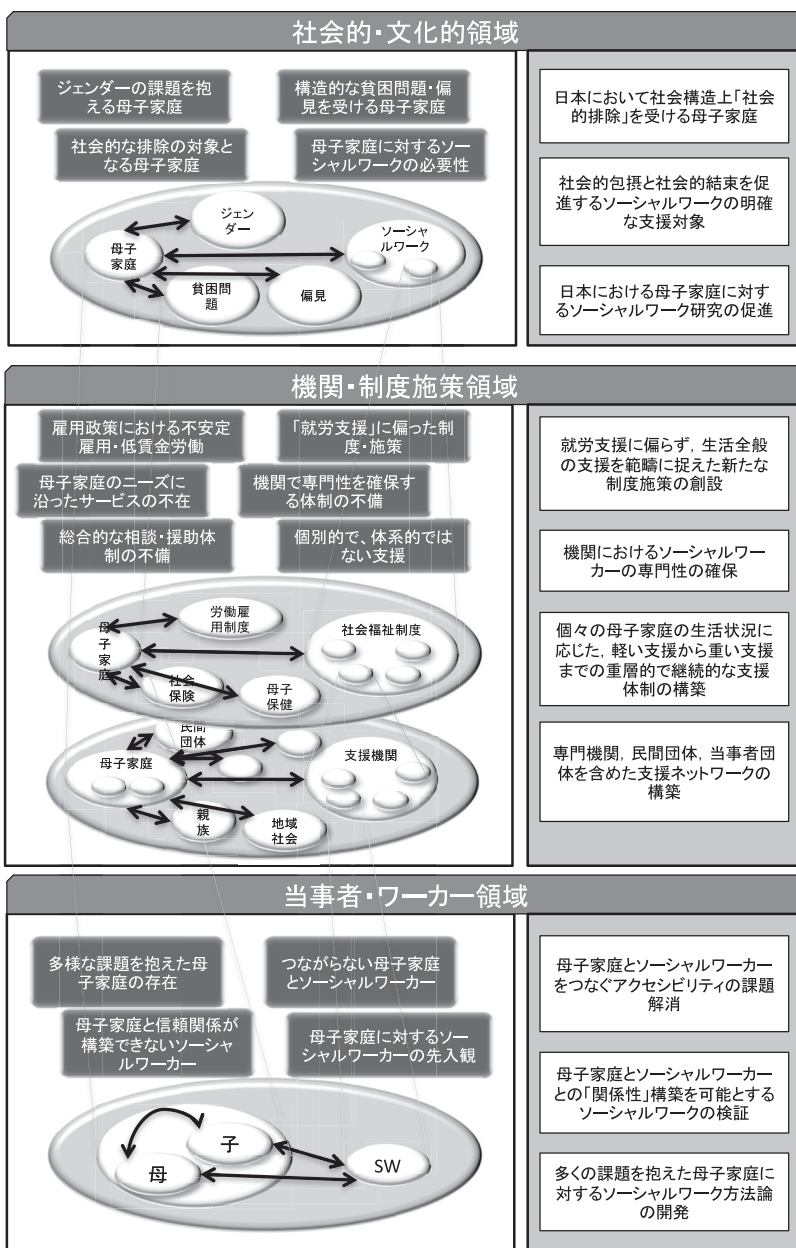 社会的・文化的領域
ジェンダーの課題を抱
える母子家庭
構造的な貧困問題・偏
見を受ける母子家庭
社会的な排除の対象と
なる母子家庭
母子家庭に対するソー
シャルワークの必要性
ジェン
ダー
母子
家庭
ソーシャ
ルワーク
貧困問
題
偏見
日本において社会構造上「社会
的排除」を受ける母子家庭
社会的包摂と社会的結束を促
進するソーシャルワークの明確
な支援対象
日本における母子家庭に対す
るソーシャルワーク研究の促進
機関・制度施策領域
雇用政策における不安定
雇用・低賃金労働
「就労支援」に偏った制
度・施策
母子家庭のニーズに
沿ったサービスの不在
機関で専門性を確保す
る体制の不備
総合的な相談・援助体
制の不備
個別的で、体系的では
ない支援
労働雇
用制度
母
子
家
庭
社会福祉制度
社会
保険
母子
保健
民間
団体
母子家庭
支援機関
親
族
地域
社会
就労支援に偏らず，生活全般
の支援を範疇に捉えた新たな
制度施策の創設
機関におけるソーシャルワー
カーの専門性の確保
個々の母子家庭の生活状況に
応じた，軽い支援から重い支援
までの重層的で継続的な支援
体制の構築
専門機関，民間団体，当事者団
体を含めた支援ネットワークの
構築
当事者・ワーカー領域
多様な課題を抱えた母
子家庭の存在
つながらない母子家庭
とソーシャルワーカー
母子家庭と信頼関係が
構築できないソーシャ
ルワーカー
母子家庭に対するソー
シャルワーカーの先入観
子
母
SW
母子家庭とソーシャルワーカー
をつなぐアクセシビリティの課題
解消
母子家庭とソーシャルワーカー
との「関係性」構築を可能とする
ソーシャルワークの検証
多くの課題を抱えた母子家庭に
対するソーシャルワーク方法論
の開発